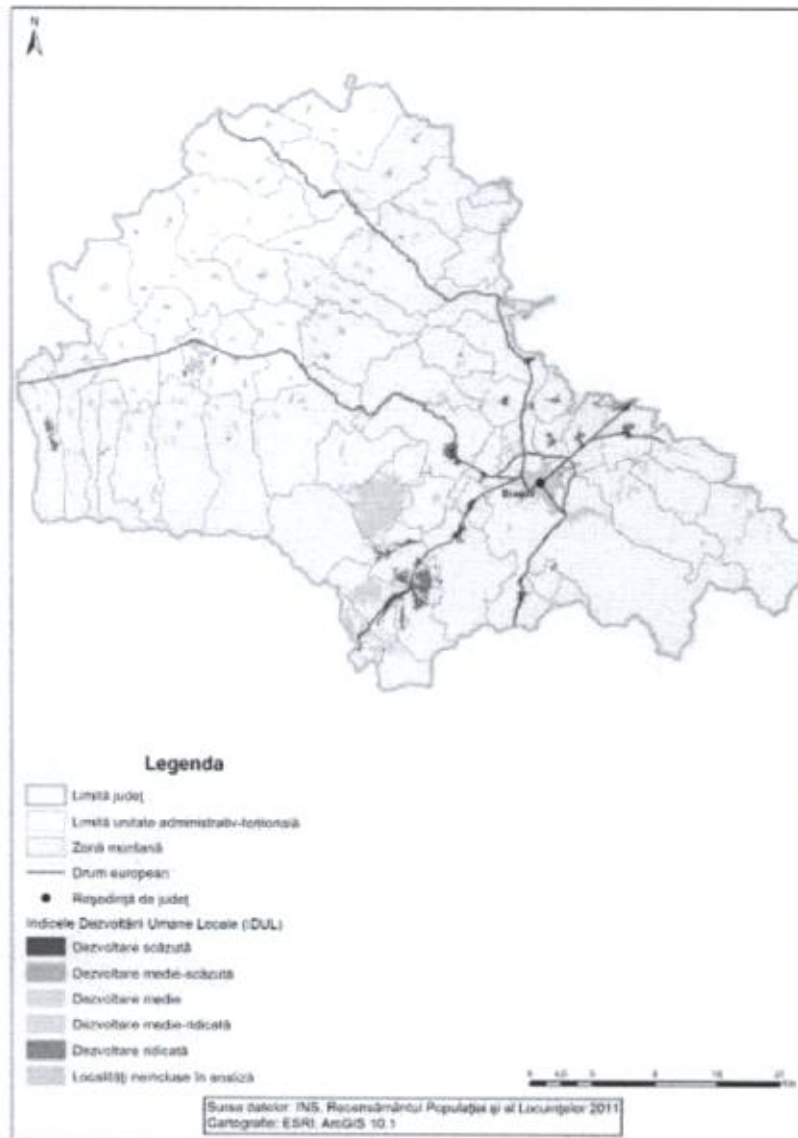 N
Brașov
Legenda
Limită județ
Limită unitate administrativ-teritorială
Zonă montană
Drum european
Reședință de județ
Indicele Dezvoltării Umane Locale (IDUL)
Dezvoltare scăzută
Dezvoltare medie-scăzută
Dezvoltare medie
Dezvoltare medie-ridicată
Dezvoltare ridicată
Localități neincluse în analiză
Sursa datelor: INS, Recensământul Populației și al Locuințelor 2011
Cartografie: ESRI, ArcGIS 10.1